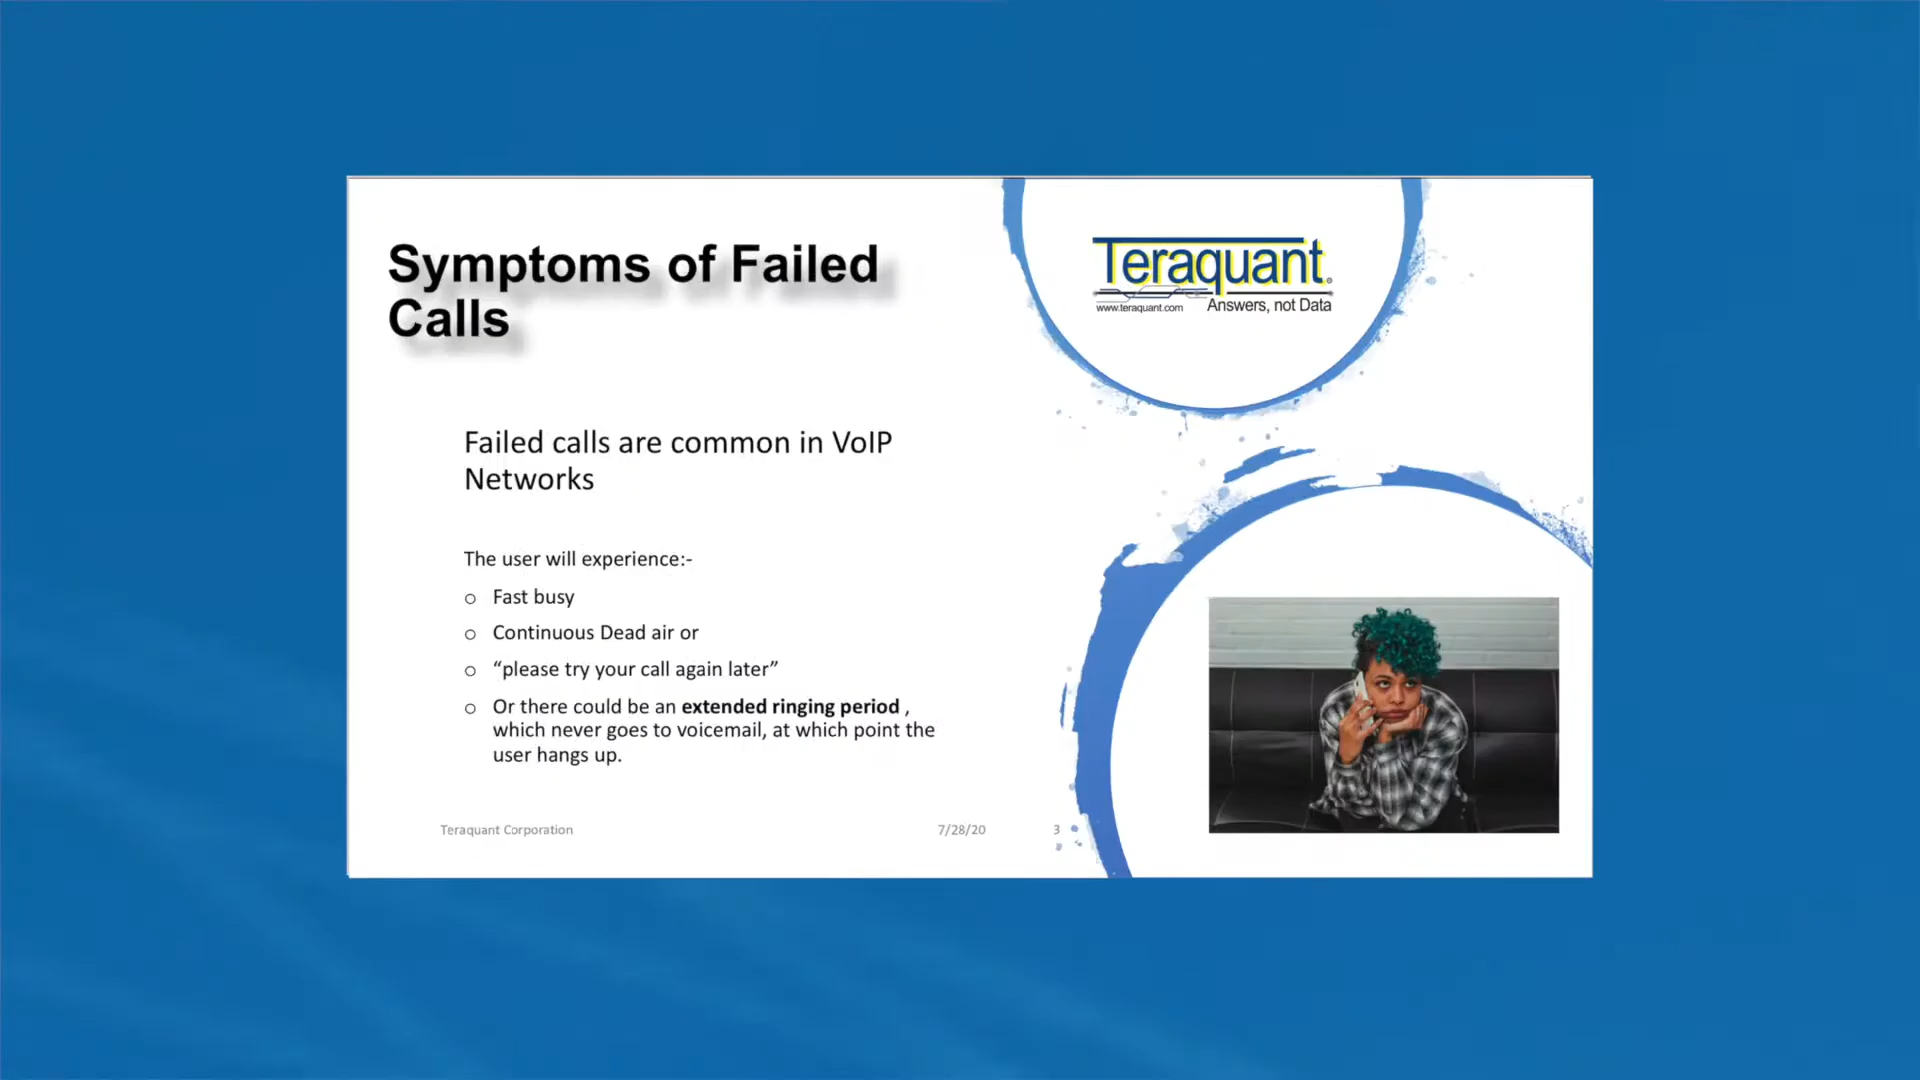 Symptoms of Failed
Calls
Teraquant®
www.teraquant.com
Answers, not Data
Failed calls are common in VoIP
Networks
The user will experience:-
o Fast busy
o Continuous Dead air or
o “please try your call again later”
o Or there could be an extended ringing period ,
which never goes to voicemail, at which point the
user hangs up.
Teraquant Corporation
7/28/20
3